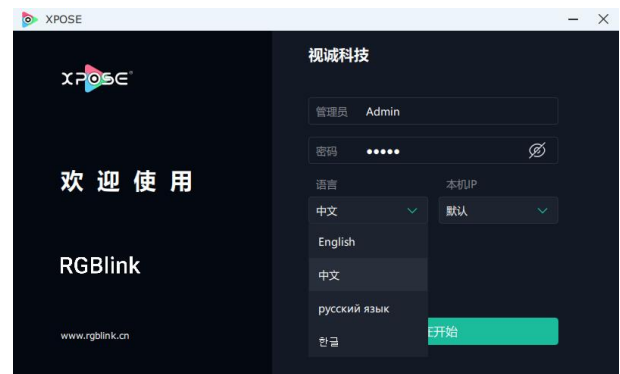 XPOSE
XPOSE
欢迎使用
RGBlink
www.rgblink.cn
视诚科技
管理员 Admin
密码 •••••
语言 本机IP
中文 默认
English
中文
русский язык
한글
开始